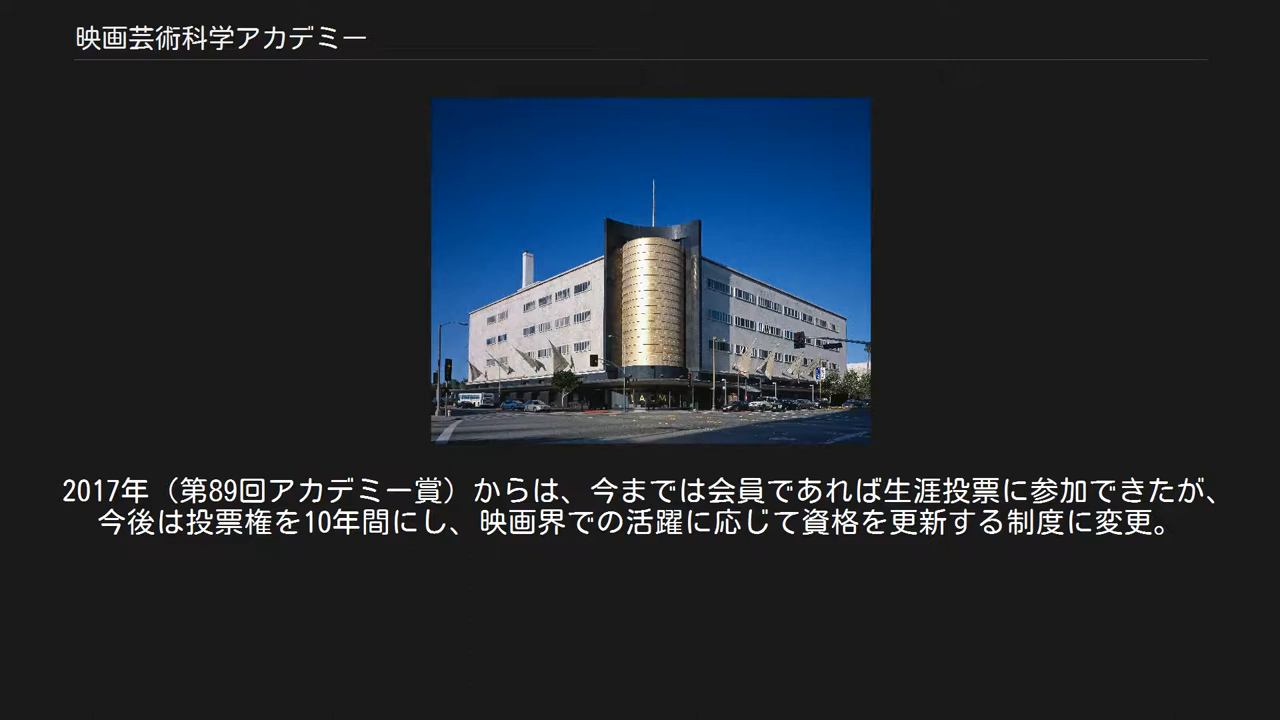 映画芸術科学アカデミー
2017年（第89回アカデミー賞）からは、今までは会員であれば生涯投票に参加できたが、
今後は投票権を10年間にし、映画界での活躍に応じて資格を更新する制度に変更。